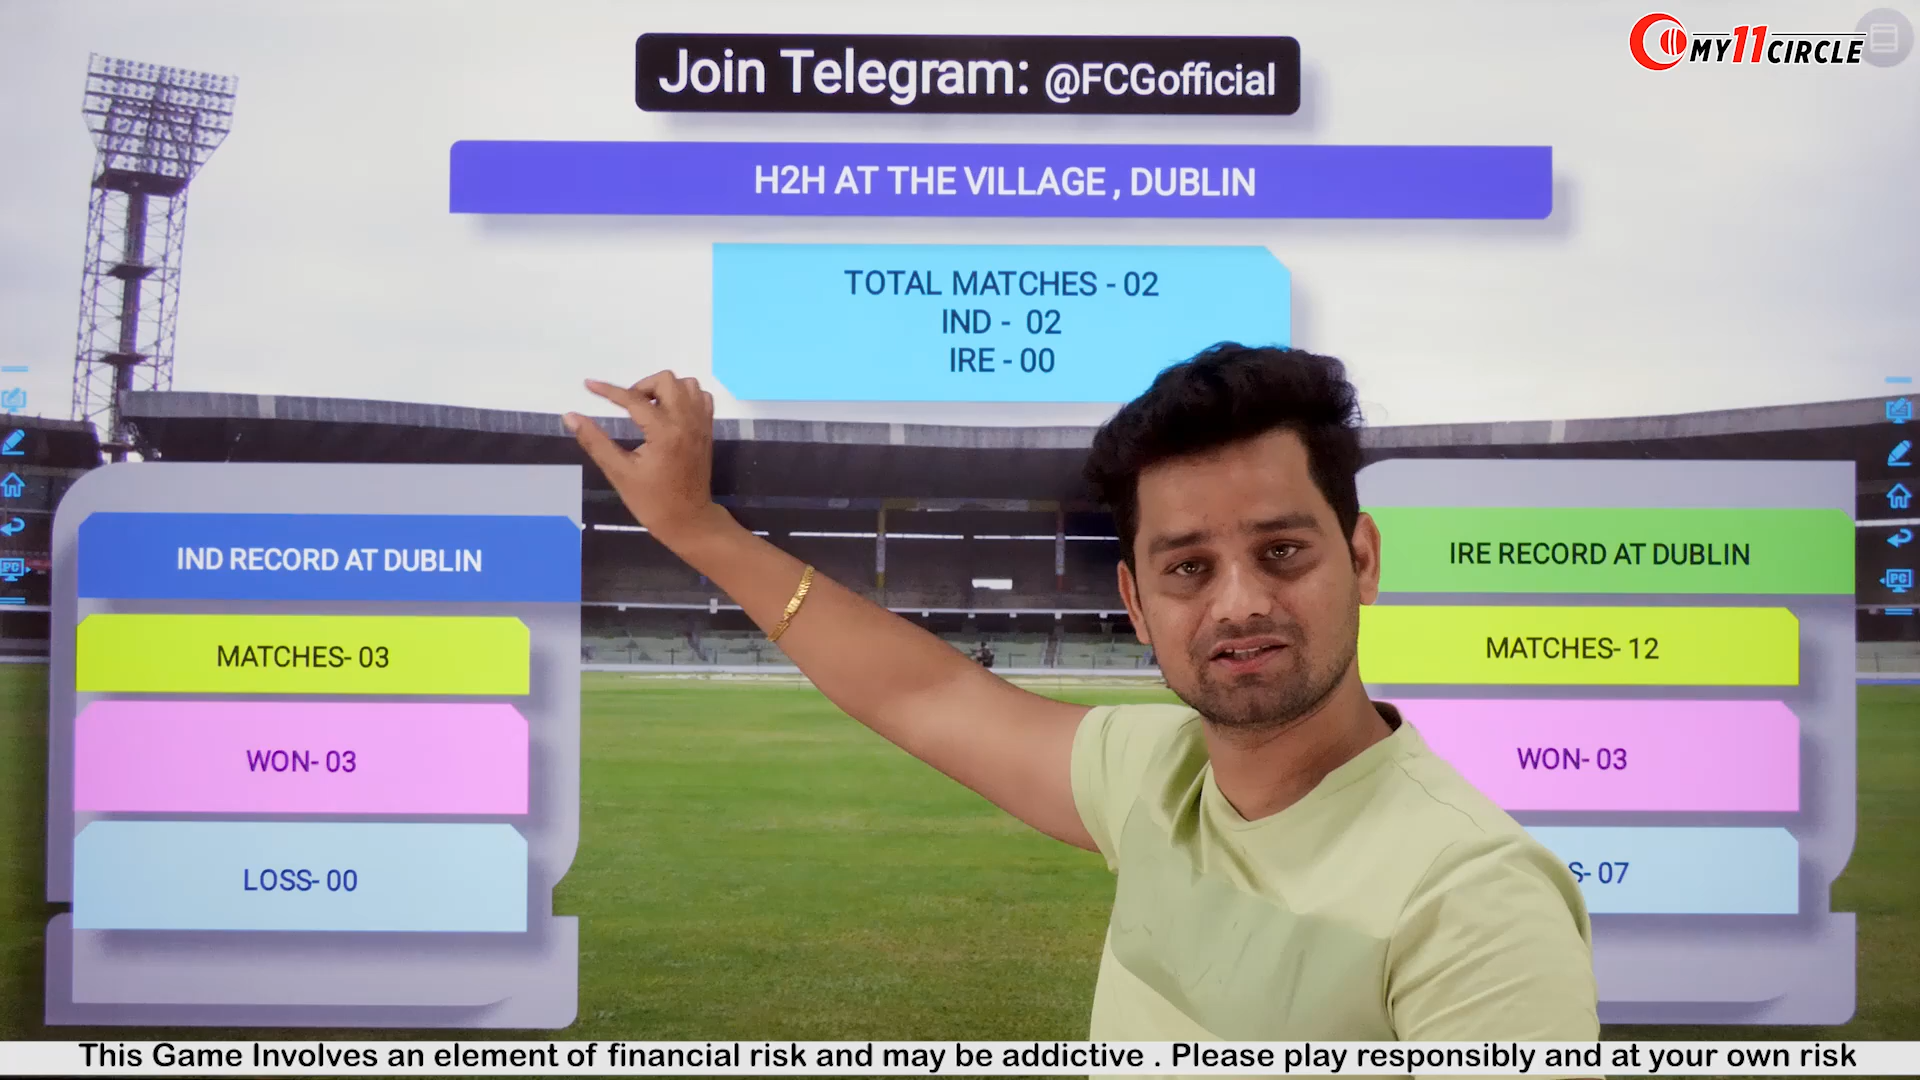 MY11CIRCLE
Join Telegram: @FCGofficial
H2H AT THE VILLAGE , DUBLIN
TOTAL MATCHES - 02
IND - 02
IRE - 00
IND RECORD AT DUBLIN
MATCHES- 03
WON- 03
LOSS- 00
IRE RECORD AT DUBLIN
MATCHES- 12
WON- 03
S- 07
PC
PC
This Game Involves an element of financial risk and may be addictive . Please play responsibly and at your own risk